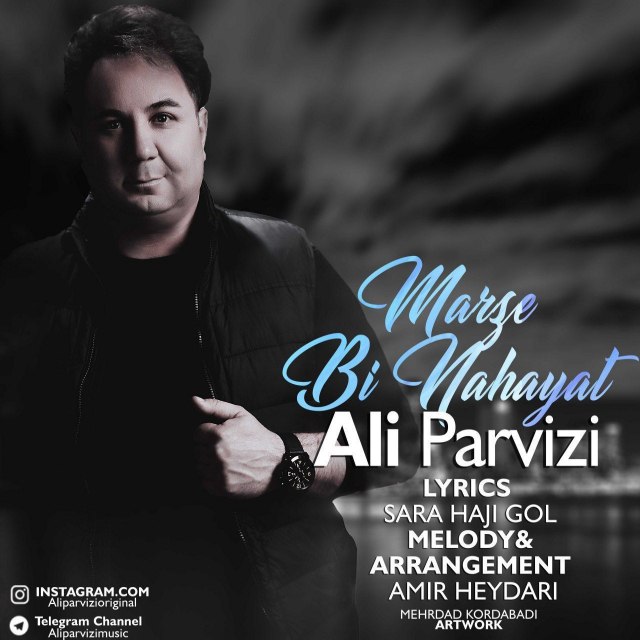 Marze
Bi Nahayat
Ali Parvizi
LYRICS
SARA HAJI GOL
MELODY&
ARRANGEMENT
AMIR HEYDARI
MEHRDAD KORDABADI
ARTWORK
INSTAGRAM.COM
Aliparvizioriginal
Telegram Channel
Aliparvizimusic